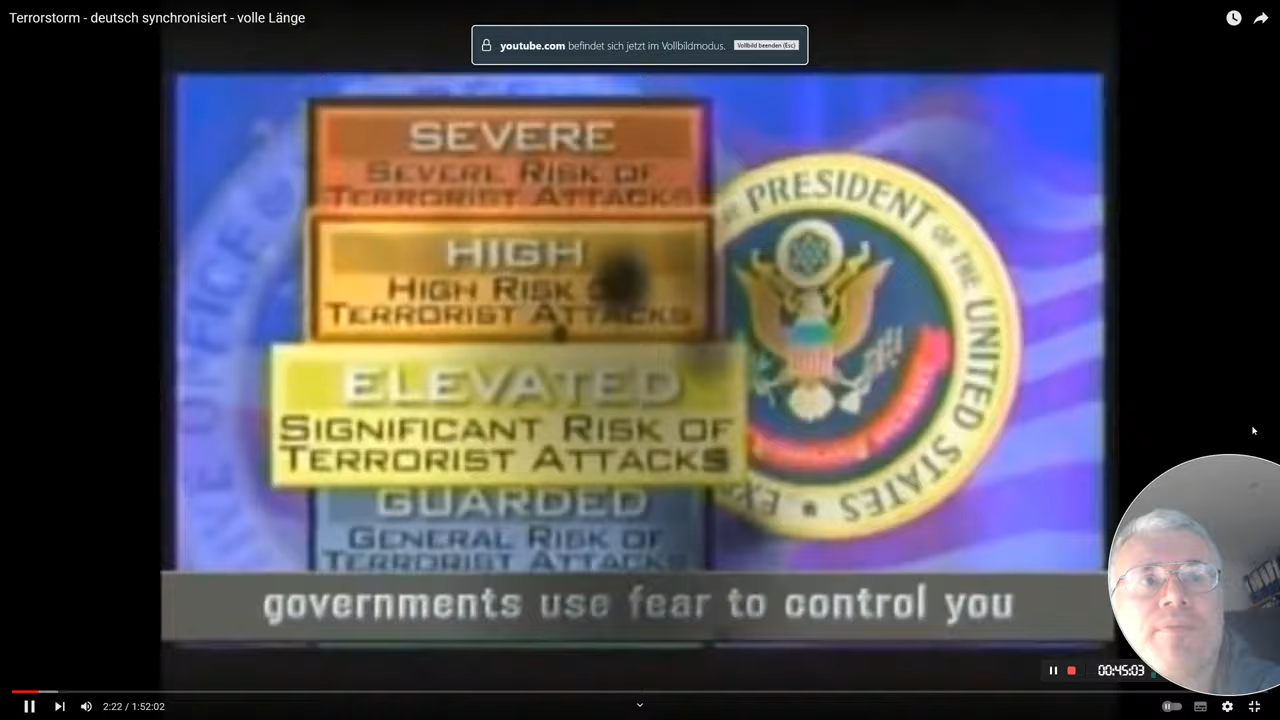 Terrorstorm - deutsch synchronisiert - volle Länge
youtube.com befindet sich jetzt im Vollbildmodus. Vollbild beenden (Esc)
SEVERE
SEVERE RISK OF
TERRORIST ATTACKS
HIGH
HIGH RISK
TERRORIST ATTACKS
ELEVATED
SIGNIFICANT RISK OF
TERRORIST ATTACKS
GUARDED
GENERAL RISK OF
TERRORIST ATTACKS
PRESIDENT OF THE UNITED STATES
governments use fear to control you
00:45:03
2:22 / 1:52:02